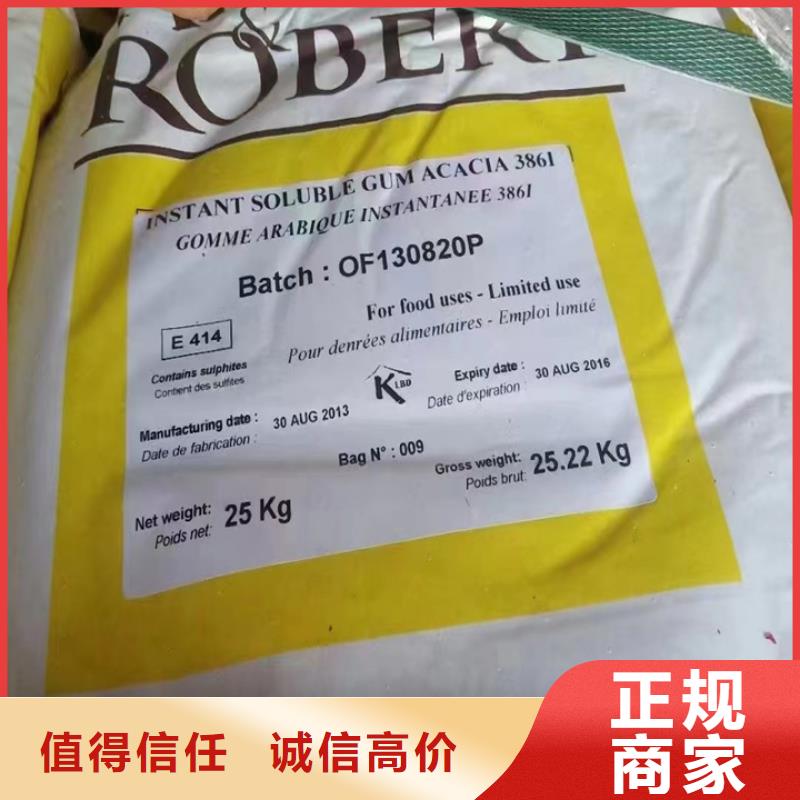 INSTANT SOLUBLE GUM ACACIA 386I
GOMME ARABIQUE INSTANTANEE 386I
Batch : OF130820P
For food uses - Limited use
Pour denrées alimentaires - Emploi limité
E 414
Contains sulphites
Contient des sulfites
K LBD
Expiry date : 30 AUG 2016
Date d'expiration :
Manufacturing date : 30 AUG 2013
Date de fabrication :
Bag N° : 009
Gross weight: 25.22 Kg
Poids brut:
Net weight: 25 Kg
Poids net:
值得信任 诚信高价
正规
商家